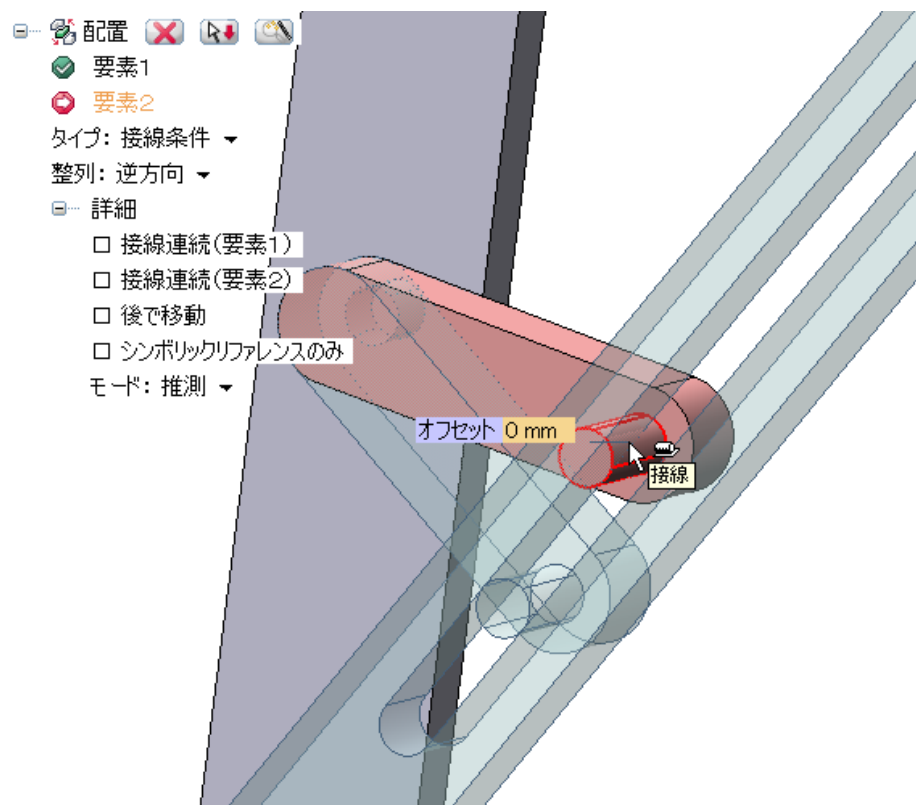 配置
要素1
要素2
タイプ: 接線条件
整列: 逆方向
詳細
接線連続(要素1)
接線連続(要素2)
後で移動
シンボリックリファレンスのみ
モード: 推測
オフセット 0 mm
接線